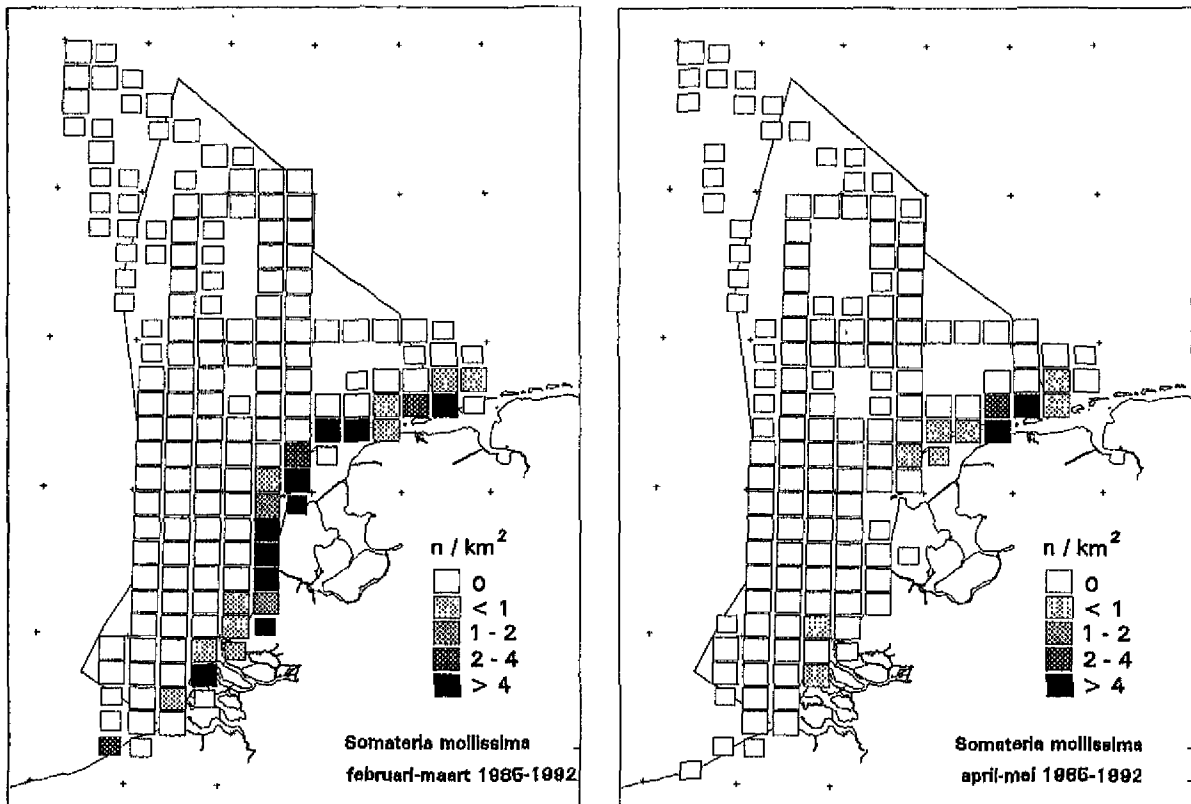 n / km²
0
< 1
1 - 2
2 - 4
> 4
Somateria mollissima
februari-maart 1985-1992
n / km²
0
< 1
1 - 2
2 - 4
> 4
Somateria mollissima
april-mei 1985-1992